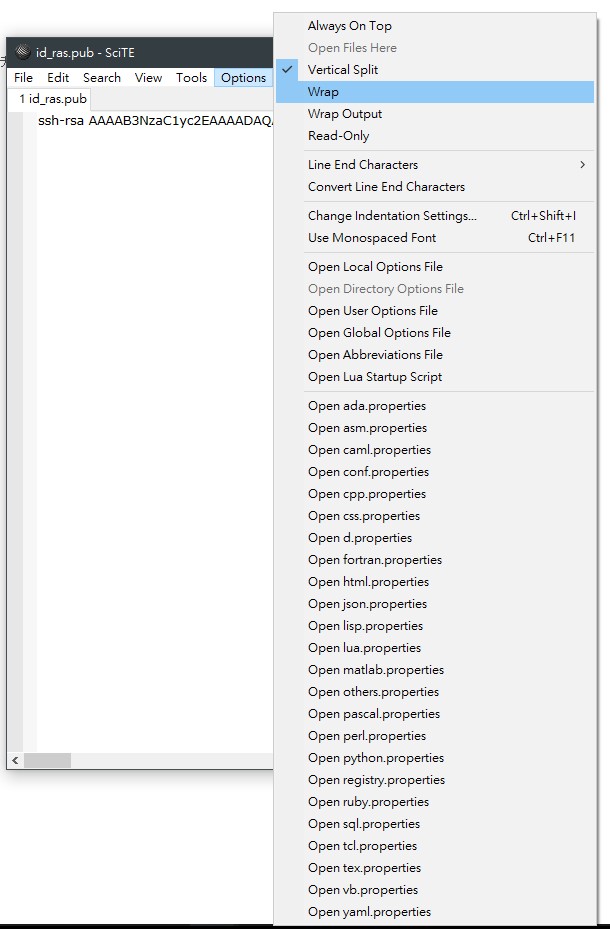 id_ras.pub - SciTE
File Edit Search View Tools Options
1 id_ras.pub
ssh-rsa AAAAB3NzaC1yc2EAAAADAQA
Always On Top
Open Files Here
Vertical Split
Wrap
Wrap Output
Read-Only
Line End Characters
Convert Line End Characters
Change Indentation Settings... Ctrl+Shift+I
Use Monospaced Font Ctrl+F11
Open Local Options File
Open Directory Options File
Open User Options File
Open Global Options File
Open Abbreviations File
Open Lua Startup Script
Open ada.properties
Open asm.properties
Open caml.properties
Open conf.properties
Open cpp.properties
Open css.properties
Open d.properties
Open fortran.properties
Open html.properties
Open json.properties
Open lisp.properties
Open lua.properties
Open matlab.properties
Open others.properties
Open pascal.properties
Open perl.properties
Open python.properties
Open registry.properties
Open ruby.properties
Open sql.properties
Open tcl.properties
Open tex.properties
Open vb.properties
Open yaml.properties